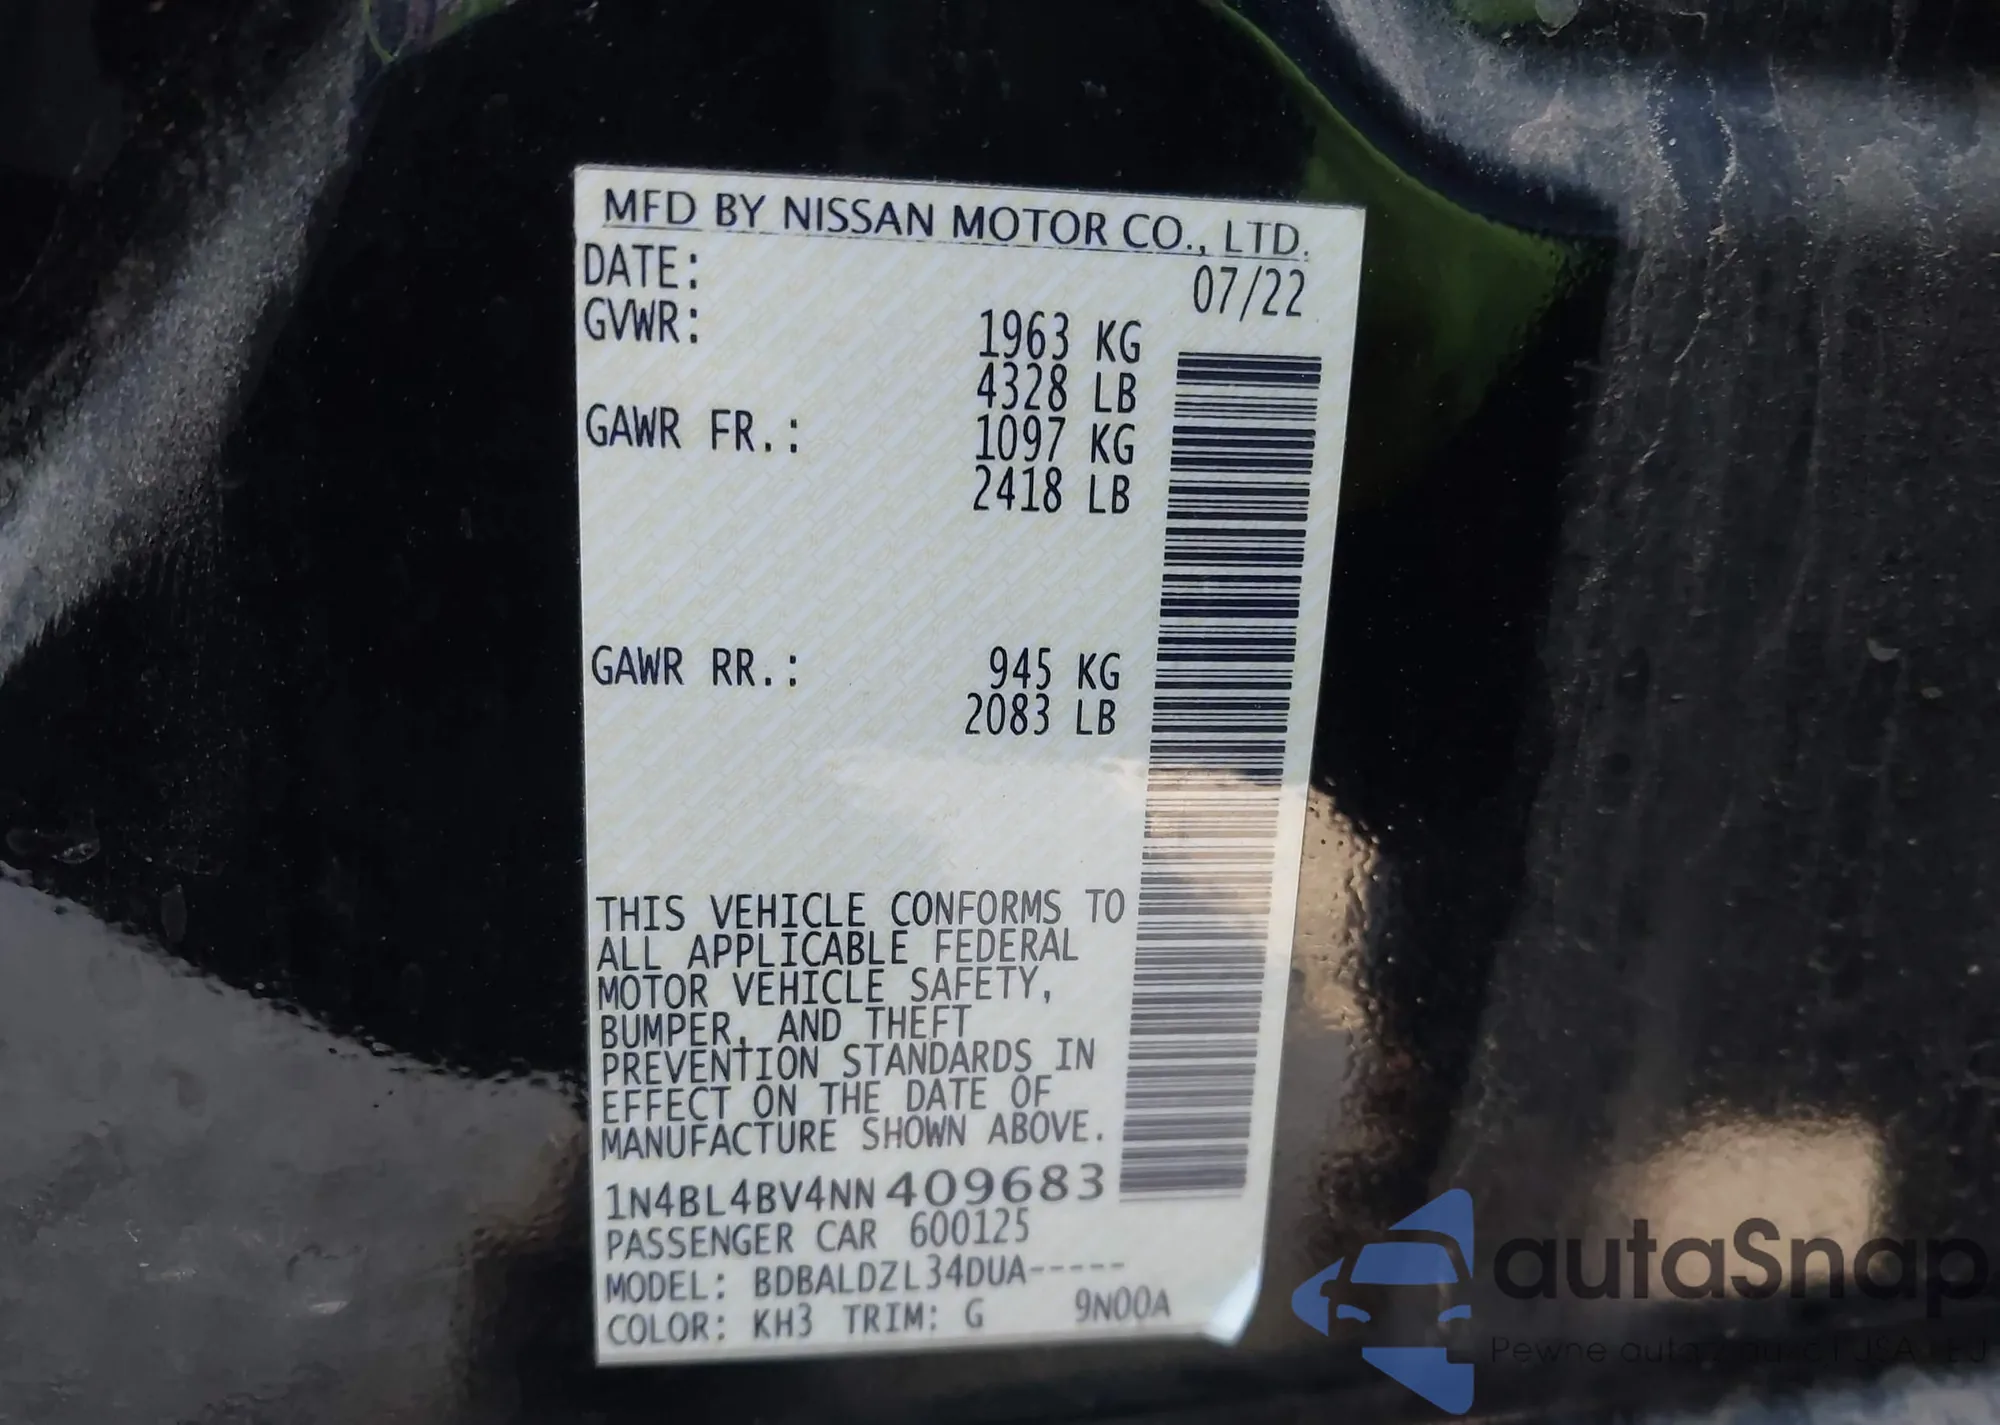 MFD BY NISSAN MOTOR CO., LTD.
DATE: 07/22
GVWR: 1963 KG
4328 LB
GAWR FR.: 1097 KG
2418 LB
GAWR RR.: 945 KG
2083 LB
THIS VEHICLE CONFORMS TO
ALL APPLICABLE FEDERAL
MOTOR VEHICLE SAFETY,
BUMPER, AND THEFT
PREVENTION STANDARDS IN
EFFECT ON THE DATE OF
MANUFACTURE SHOWN ABOVE.
1N4BL4BV4NN409683
PASSENGER CAR 600125
MODEL: BDBALDZL34DUA-----
COLOR: KH3 TRIM: G 9N00A
autaSnap
Pewne auta z